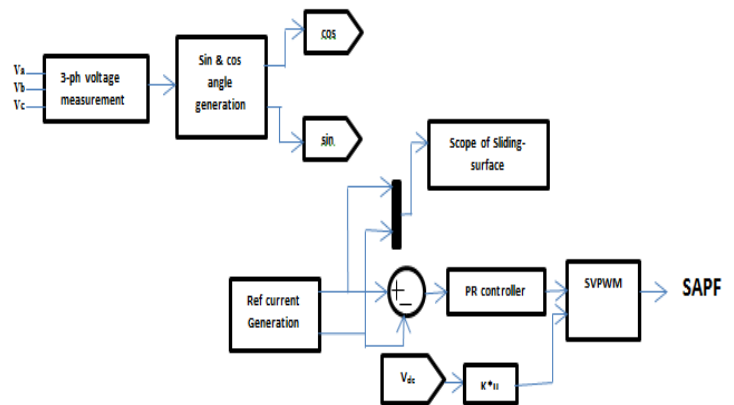 cos
Va
Vb
Vc
3-ph voltage
measurement
Sin & cos
angle
generation
sin
Scope of Sliding-
surface
Ref current
Generation
+
−
PR controller
SVPWM
SAPF
Vdc
K*u